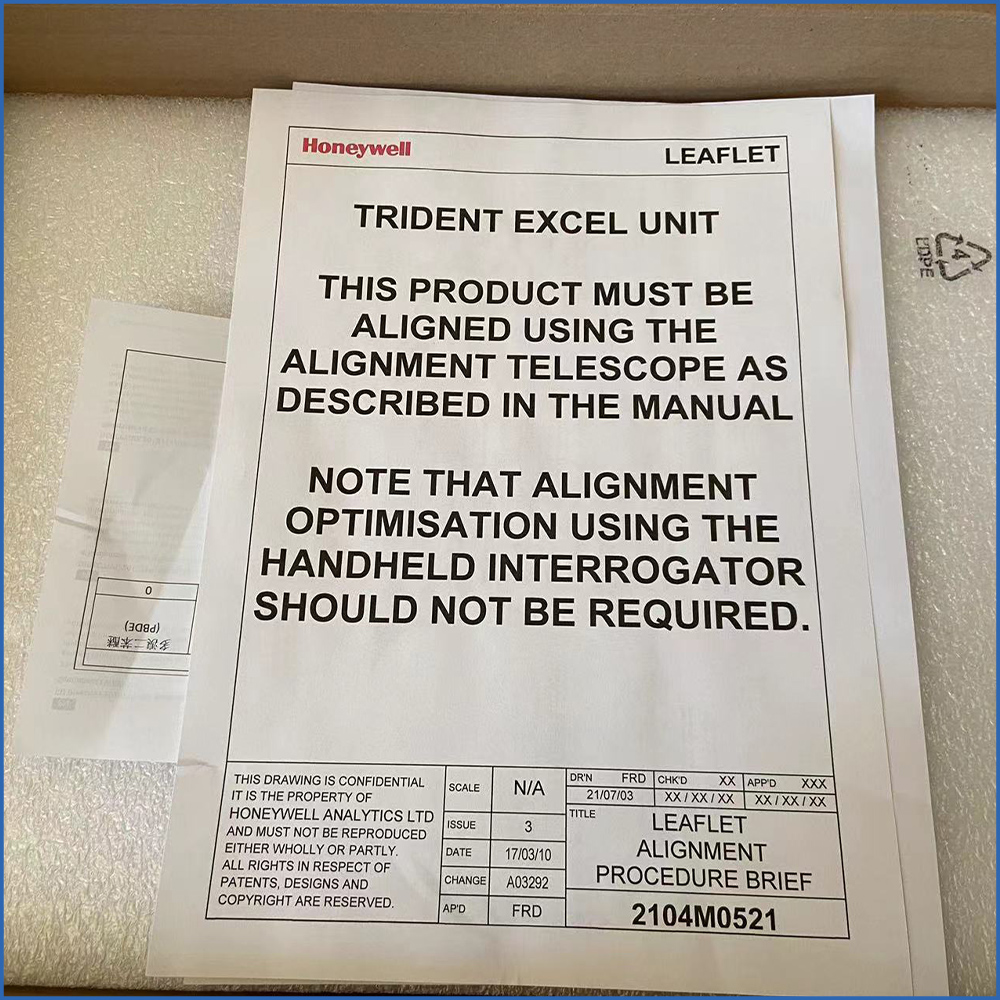 Honeywell
LEAFLET
TRIDENT EXCEL UNIT
THIS PRODUCT MUST BE
ALIGNED USING THE
ALIGNMENT TELESCOPE AS
DESCRIBED IN THE MANUAL
NOTE THAT ALIGNMENT
OPTIMISATION USING THE
HANDHELD INTERROGATOR
SHOULD NOT BE REQUIRED.
THIS DRAWING IS CONFIDENTIAL
IT IS THE PROPERTY OF
HONEYWELL ANALYTICS LTD
AND MUST NOT BE REPRODUCED
EITHER WHOLLY OR PARTLY.
ALL RIGHTS IN RESPECT OF
PATENTS, DESIGNS AND
COPYRIGHT ARE RESERVED.
SCALE N/A
ISSUE 3
DATE 17/03/10
CHANGE A03292
AP'D FRD
DR'N FRD CHK'D XX APP'D XXX
21/07/03 XX/XX/XX XX/XX/XX
TITLE
LEAFLET
ALIGNMENT
PROCEDURE BRIEF
2104M0521
4
LDPE
0
多溴二苯醚
(PBDE)